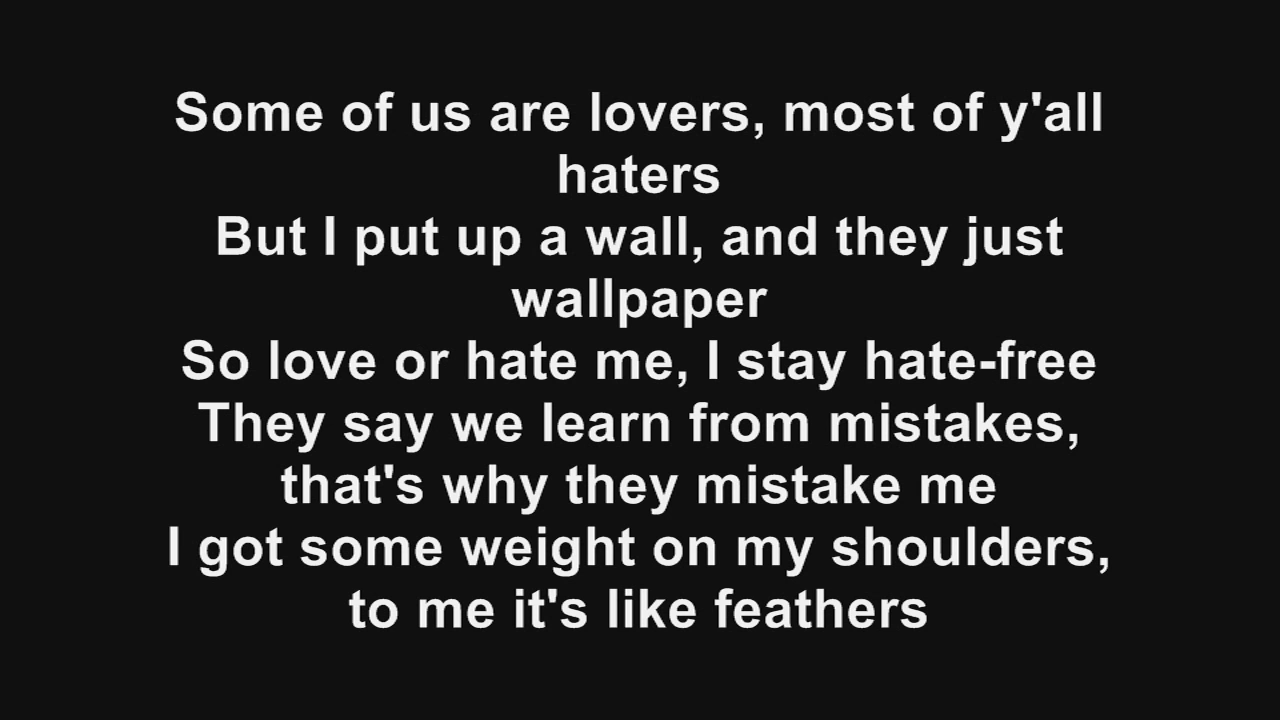 Some of us are lovers, most of y'all
haters
But I put up a wall, and they just
wallpaper
So love or hate me, I stay hate-free
They say we learn from mistakes,
that's why they mistake me
I got some weight on my shoulders,
to me it's like feathers